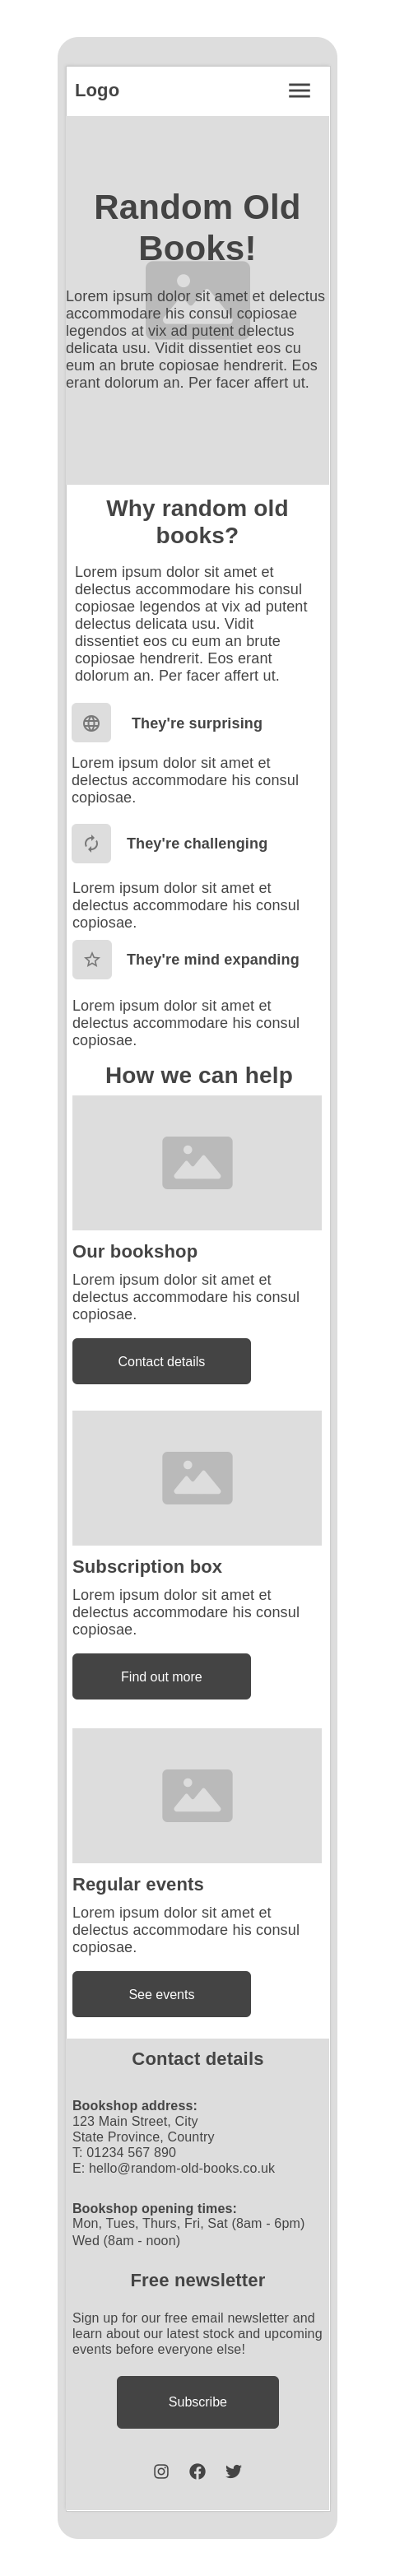 Logo
Random Old
Books!
Lorem ipsum dolor sit amet et delectus
accommodare his consul copiosae
legendos at vix ad putent delectus
delicata usu. Vidit dissentiet eos cu
eum an brute copiosae hendrerit. Eos
erant dolorum an. Per facer affert ut.
Why random old
books?
Lorem ipsum dolor sit amet et
delectus accommodare his consul
copiosae legendos at vix ad putent
delectus delicata usu. Vidit
dissentiet eos cu eum an brute
copiosae hendrerit. Eos erant
dolorum an. Per facer affert ut.
They're surprising
Lorem ipsum dolor sit amet et
delectus accommodare his consul
copiosae.
They're challenging
Lorem ipsum dolor sit amet et
delectus accommodare his consul
copiosae.
They're mind expanding
Lorem ipsum dolor sit amet et
delectus accommodare his consul
copiosae.
How we can help
Our bookshop
Lorem ipsum dolor sit amet et
delectus accommodare his consul
copiosae.
Contact details
Subscription box
Lorem ipsum dolor sit amet et
delectus accommodare his consul
copiosae.
Find out more
Regular events
Lorem ipsum dolor sit amet et
delectus accommodare his consul
copiosae.
See events
Contact details
Bookshop address:
123 Main Street, City
State Province, Country
T: 01234 567 890
E: hello@random-old-books.co.uk
Bookshop opening times:
Mon, Tues, Thurs, Fri, Sat (8am - 6pm)
Wed (8am - noon)
Free newsletter
Sign up for our free email newsletter and
learn about our latest stock and upcoming
events before everyone else!
Subscribe